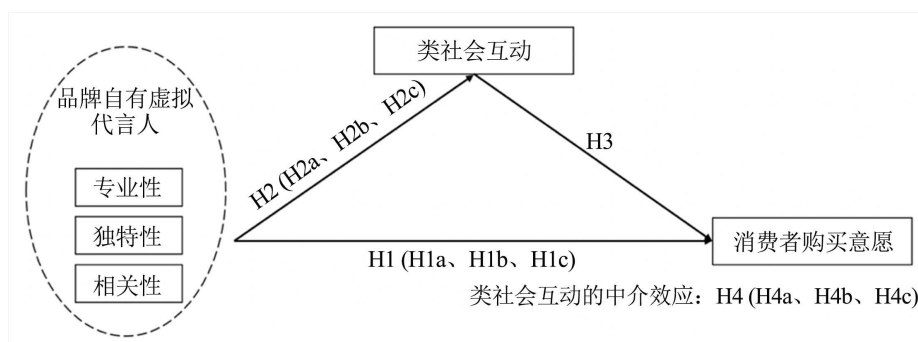 类社会互动
品牌自有虚拟
代言人
专业性
独特性
相关性
H2 (H2a、H2b、H2c)
H3
H1 (H1a、H1b、H1c)
消费者购买意愿
类社会互动的中介效应：H4 (H4a、H4b、H4c)